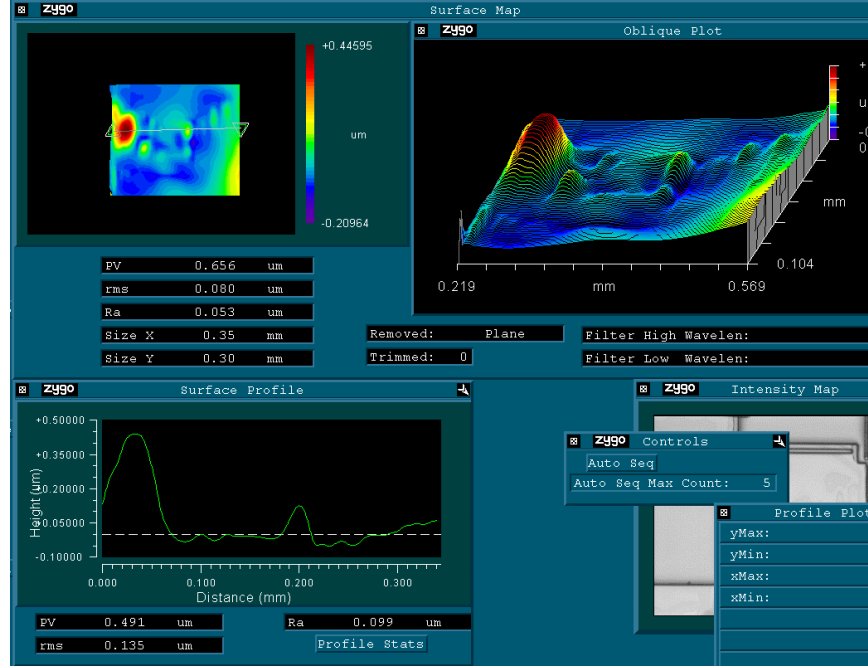 zygo Surface Map
+0.44595
um
-0.20964
zygo Oblique Plot
+
u
-0
0
mm
0.104
0.219 mm 0.569
PV 0.656 um
rms 0.080 um
Ra 0.053 um
Size X 0.35 mm
Size Y 0.30 mm
Removed: Plane
Trimmed: 0
Filter High Wavelen:
Filter Low Wavelen:
zygo Surface Profile
+0.50000
+0.35000
+0.20000
+0.05000
-0.10000
Height (um)
0.000 0.100 0.200 0.300
Distance (mm)
PV 0.491 um
rms 0.135 um
Ra 0.099 um
Profile Stats
zygo Intensity Map
zygo Controls
Auto Seq
Auto Seq Max Count: 5
Profile Plot
yMax:
yMin:
xMax:
xMin: